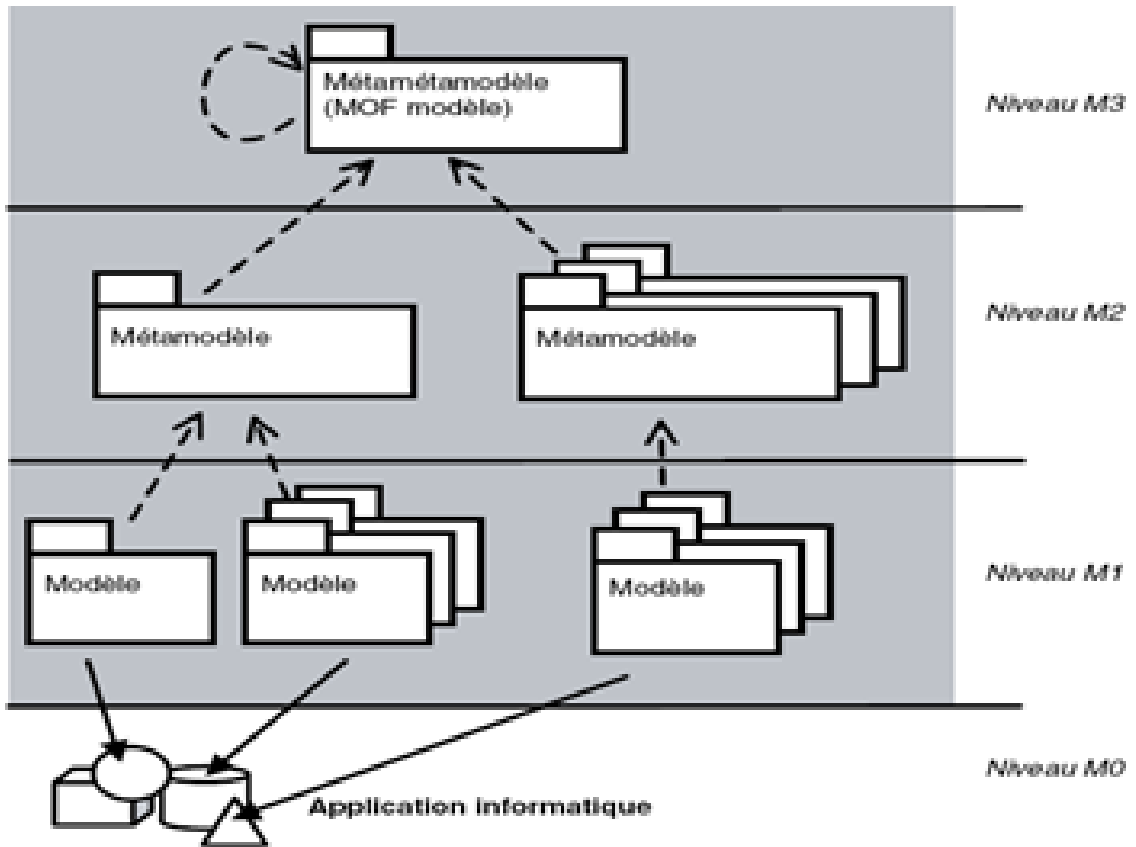 Métamétamodèle
(MOF modèle)
Niveau M3
Métamodèle
Métamodèle
Niveau M2
Modèle
Modèle
Modèle
Niveau M1
Application informatique
Niveau M0